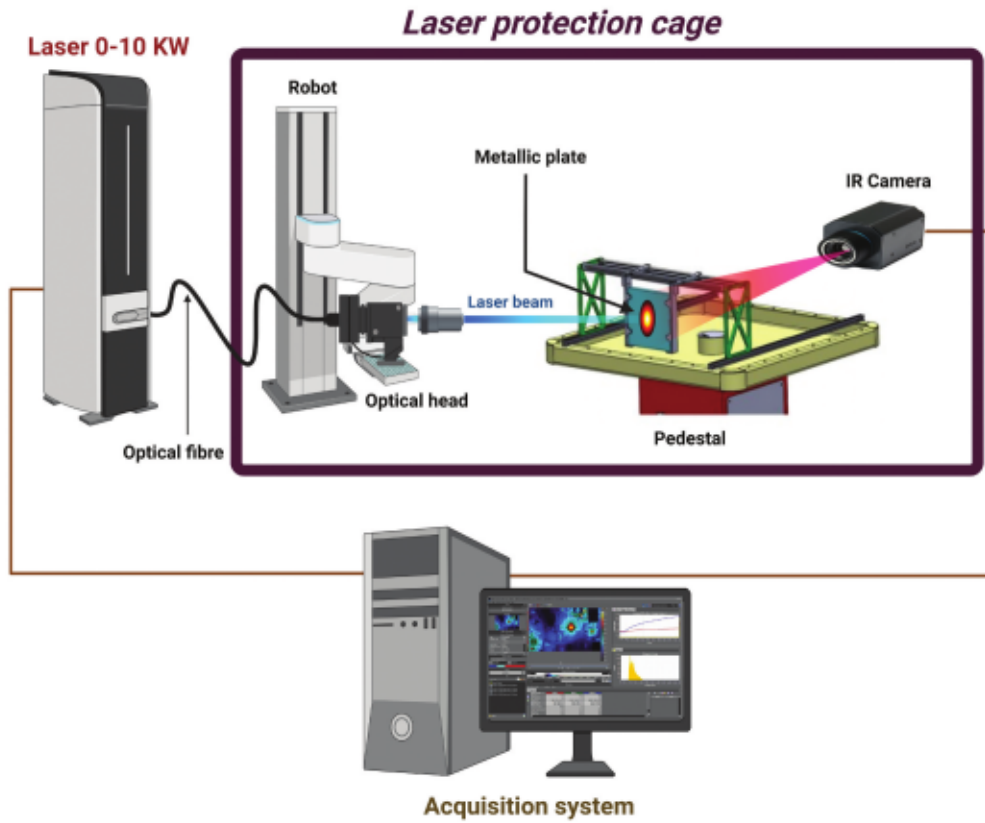 Laser protection cage
Laser 0-10 KW
Robot
Metallic plate
IR Camera
Laser beam
Optical head
Pedestal
Optical fibre
Acquisition system